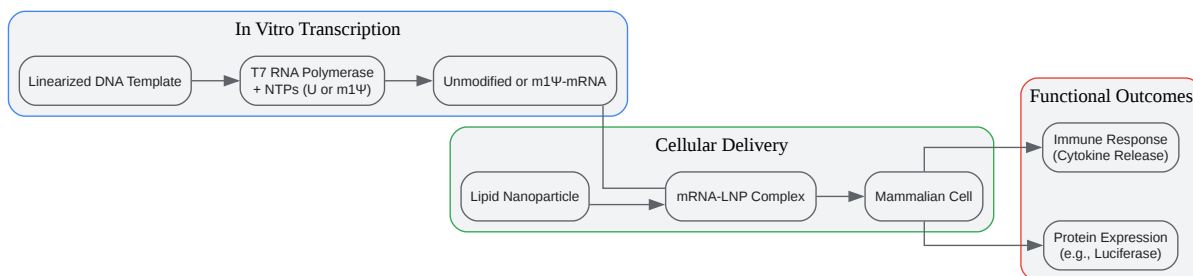 In Vitro Transcription
Linearized DNA Template
T7 RNA Polymerase
+ NTPs (U or m1Ψ)
Unmodified or m1Ψ-mRNA
Cellular Delivery
Lipid Nanoparticle
mRNA-LNP Complex
Mammalian Cell
Functional Outcomes
Immune Response
(Cytokine Release)
Protein Expression
(e.g., Luciferase)